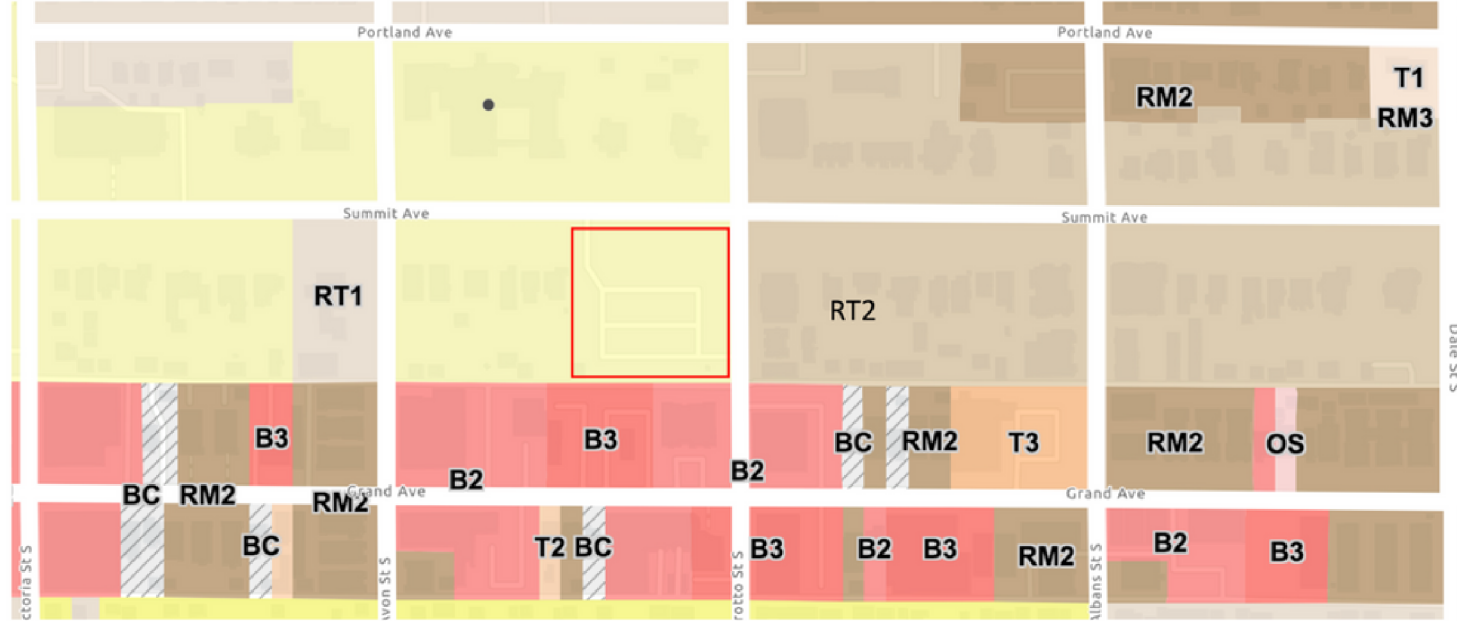 Portland Ave
Portland Ave
T1
RM2
RM3
Summit Ave
Summit Ave
RT1
RT2
Dale St S
B3
B3
BC
RM2
T3
RM2
OS
B2
B2
BC
RM2
RM2
Grand Ave
Grand Ave
BC
T2
BC
B3
B2
B3
RM2
B2
B3
ctoria St S
Avon St S
rotto St S
Albans St S